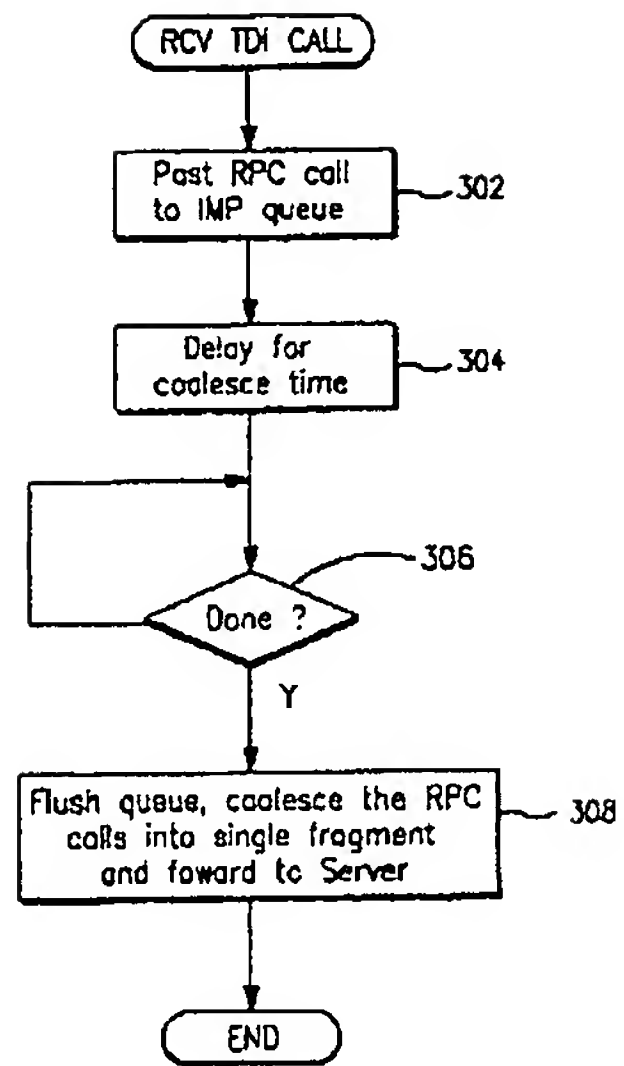 RCV TDI CALL
Post RPC call
to IMP queue
302
Delay for
coalesce time
304
306
Done ?
Y
Flush queue, coalesce the RPC
calls into single fragment
and foward to Server
308
END